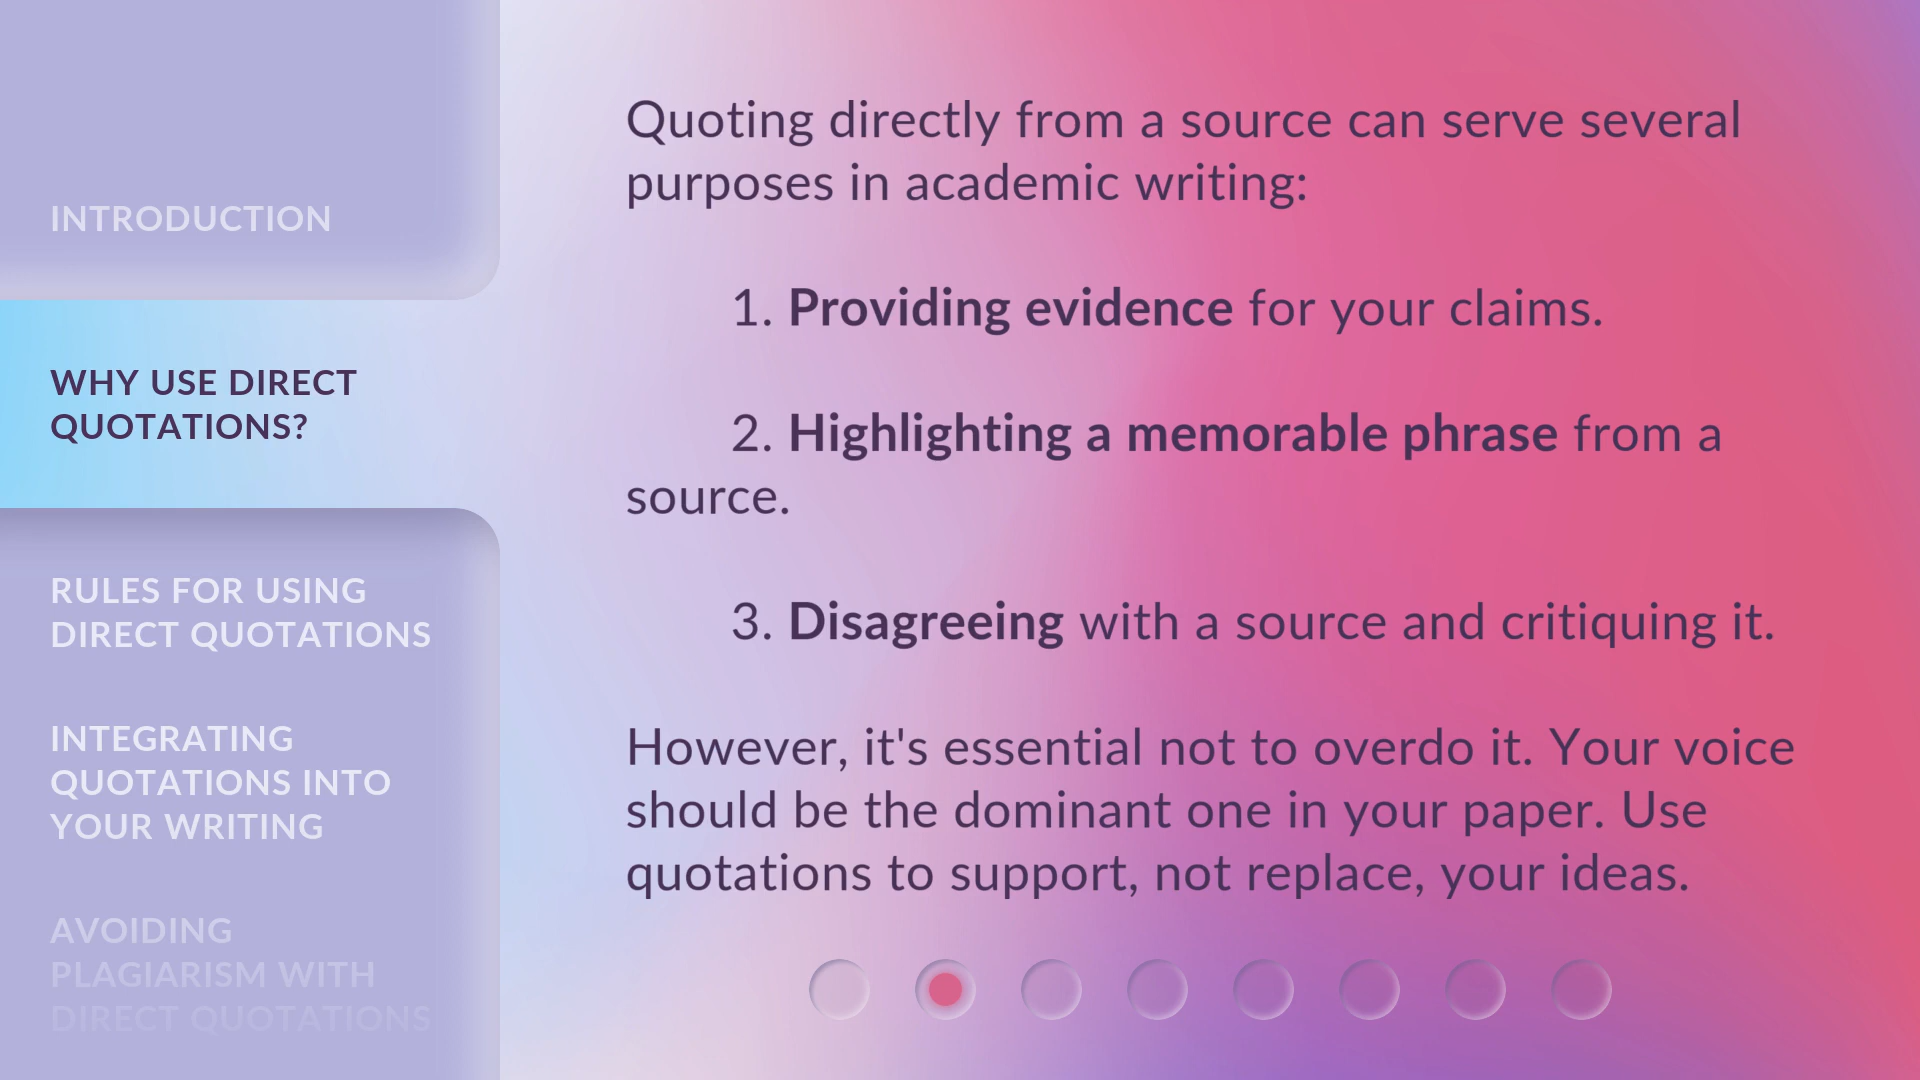 INTRODUCTION
WHY USE DIRECT
QUOTATIONS?
RULES FOR USING
DIRECT QUOTATIONS
INTEGRATING
QUOTATIONS INTO
YOUR WRITING
AVOIDING
PLAGIARISM WITH
DIRECT QUOTATIONS
Quoting directly from a source can serve several
purposes in academic writing:
1. Providing evidence for your claims.
2. Highlighting a memorable phrase from a
source.
3. Disagreeing with a source and critiquing it.
However, it's essential not to overdo it. Your voice
should be the dominant one in your paper. Use
quotations to support, not replace, your ideas.